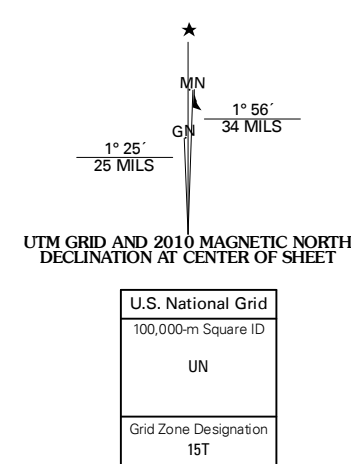 ★
MN
1° 56´
34 MILS
GN
1° 25´
25 MILS
UTM GRID AND 2010 MAGNETIC NORTH
DECLINATION AT CENTER OF SHEET
U.S. National Grid
100,000-m Square ID
UN
Grid Zone Designation
15T